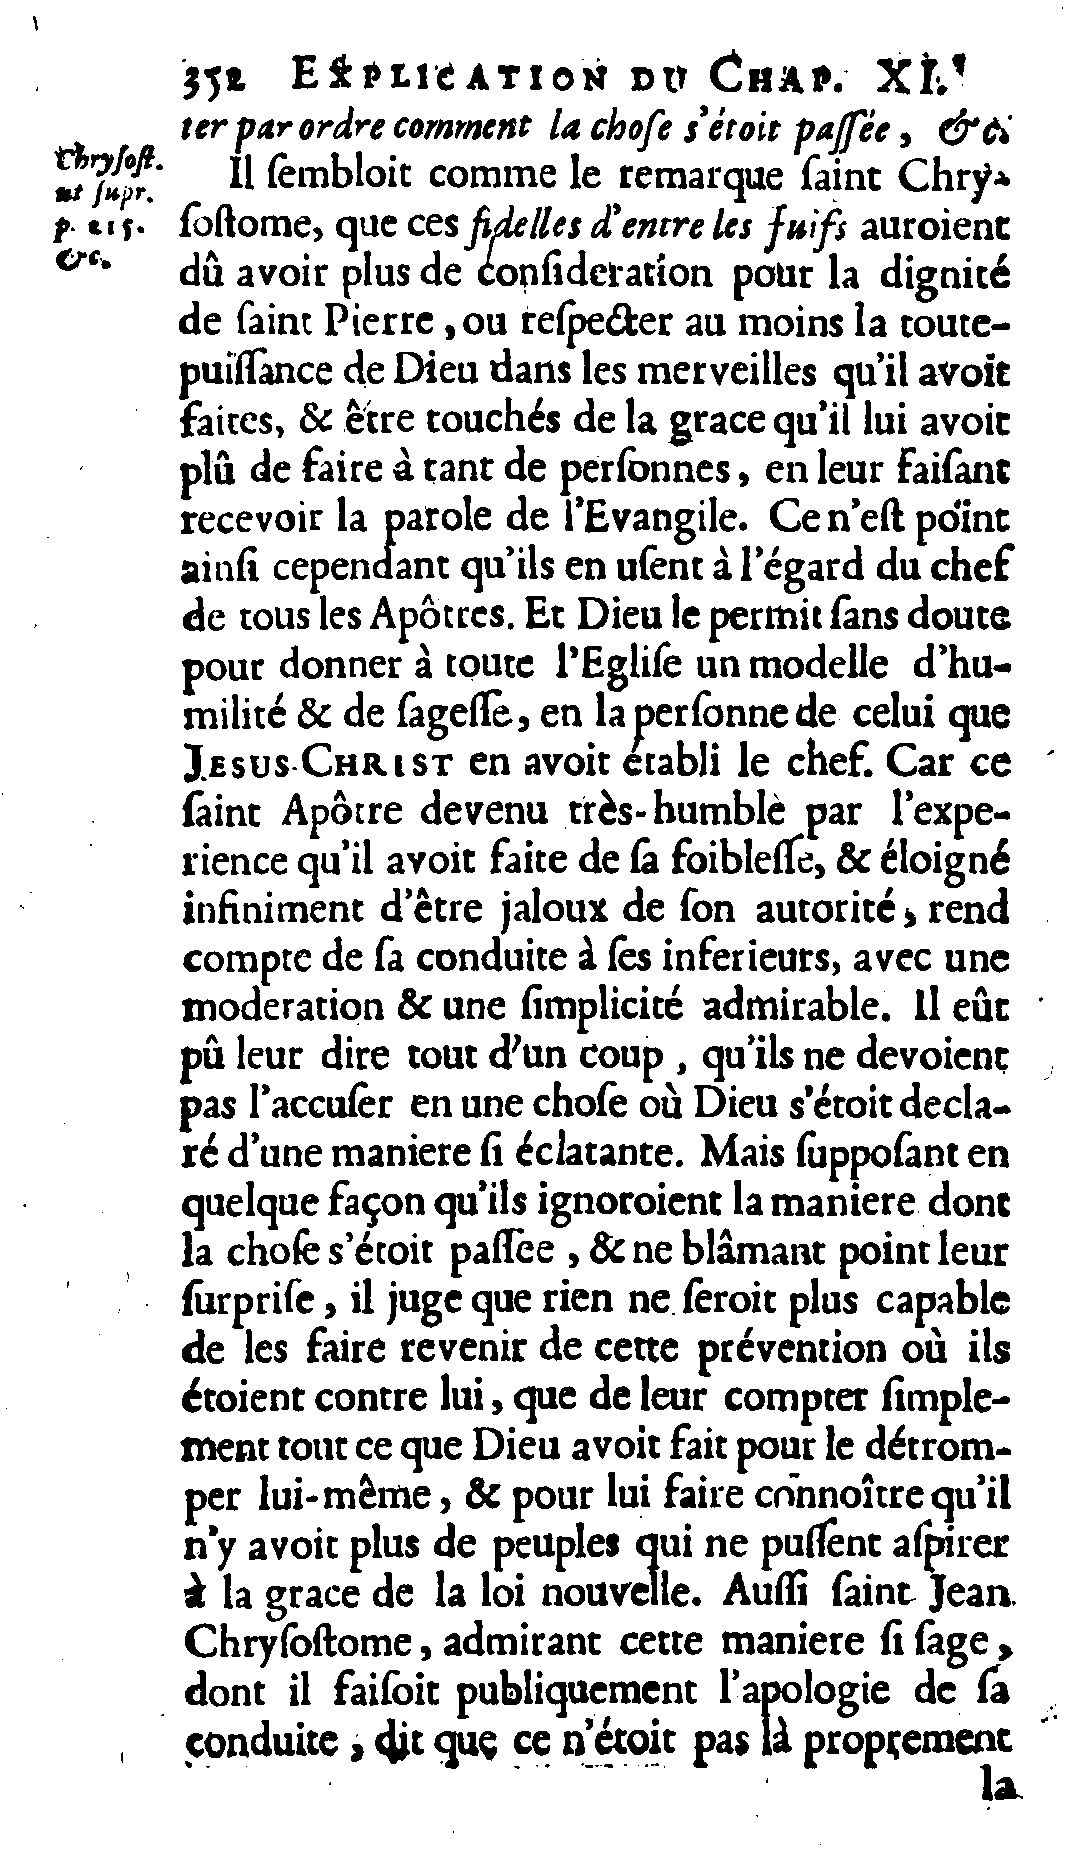 352 EXPLICATION DU CHAP. XI.
ter par ordre comment la choſe s'étoit paſſée, &c.
Chryſoſt.
ut ſupr.
p. 215.
&c.
Il ſembloit comme le remarque ſaint Chry-
ſoſtome, que ces fidelles d'entre les Juifs auroient
dû avoir plus de conſideration pour la dignité
de ſaint Pierre, ou reſpecter au moins la toute-
puiſſance de Dieu dans les merveilles qu'il avoit
faites, & être touchés de la grace qu'il lui avoit
plû de faire à tant de perſonnes, en leur faiſant
recevoir la parole de l'Evangile. Ce n'eſt point
ainſi cependant qu'ils en uſent à l'égard du chef
de tous les Apôtres. Et Dieu le permit ſans doute
pour donner à toute l'Egliſe un modelle d'hu-
milité & de ſageſſe, en la perſonne de celui que
JESUS-CHRIST en avoit établi le chef. Car ce
ſaint Apôtre devenu très-humble par l'expe-
rience qu'il avoit faite de ſa foibleſſe, & éloigné
infiniment d'être jaloux de ſon autorité, rend
compte de ſa conduite à ſes inferieurs, avec une
moderation & une ſimplicité admirable. Il eût
pû leur dire tout d'un coup, qu'ils ne devoient
pas l'accuſer en une choſe où Dieu s'étoit decla-
ré d'une maniere ſi éclatante. Mais ſuppoſant en
quelque façon qu'ils ignoroient la maniere dont
la choſe s'étoit paſſée, & ne blâmant point leur
ſurpriſe, il juge que rien ne ſeroit plus capable
de les faire revenir de cette prévention où ils
étoient contre lui, que de leur compter ſimple-
ment tout ce que Dieu avoit fait pour le détrom-
per lui-même, & pour lui faire connoître qu'il
n'y avoit plus de peuples qui ne puſſent aſpirer
à la grace de la loi nouvelle. Auſſi ſaint Jean
Chryſoſtome, admirant cette maniere ſi ſage,
dont il faiſoit publiquement l'apologie de ſa
conduite, dit que ce n'étoit pas là proprement
la